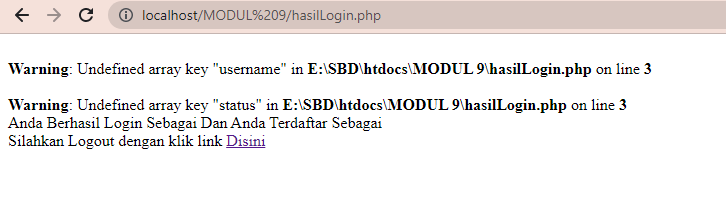 localhost/MODUL%209/hasilLogin.php
Warning: Undefined array key "username" in E:\SBD\htdocs\MODUL 9\hasilLogin.php on line 3
Warning: Undefined array key "status" in E:\SBD\htdocs\MODUL 9\hasilLogin.php on line 3
Anda Berhasil Login Sebagai Dan Anda Terdaftar Sebagai
Silahkan Logout dengan klik link Disini